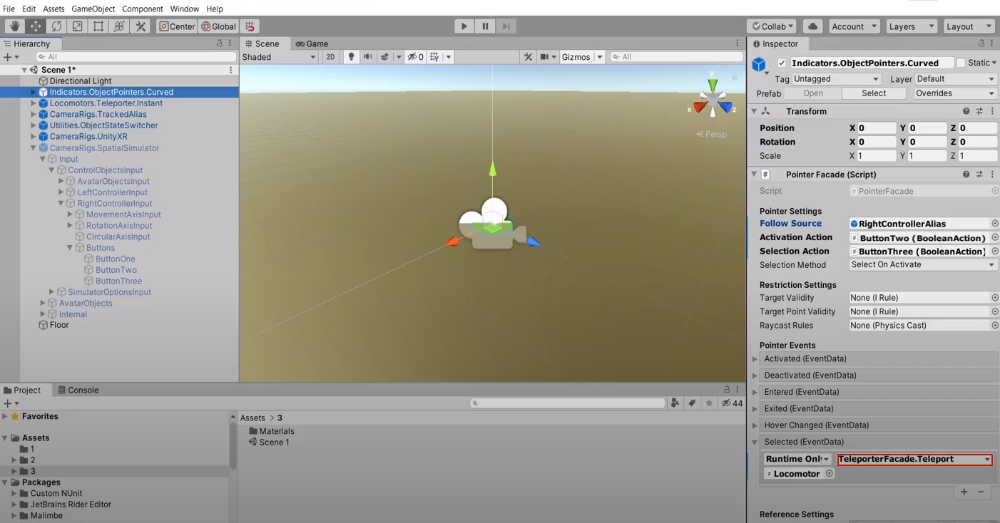 File Edit Assets GameObject Component Window Help
Center Global Collab Account Layers Layout
Hierarchy
All
Scene 1*
Directional Light
Indicators.ObjectPointers.Curved
Locomotors.Teleporter.Instant
CameraRigs.TrackedAlias
Utilities.ObjectStateSwitcher
CameraRigs.UnityXR
CameraRigs.SpatialSimulator
Input
ControlObjectsInput
AvatarObjectsInput
LeftControllerInput
RightControllerInput
MovementAxisInput
RotationAxisInput
CircularAxisInput
Buttons
ButtonOne
ButtonTwo
ButtonThree
SimulatorOptionsInput
AvatarObjects
Internal
Floor
Scene Game
Shaded 2D 0 Gizmos All
y
x z
Persp
Inspector
Indicators.ObjectPointers.Curved Static
Tag Untagged Layer Default
Prefab Open Select Overrides
Transform
Position X 0 Y 0 Z 0
Rotation X 0 Y 0 Z 0
Scale X 1 Y 1 Z 1
Pointer Facade (Script)
Script PointerFacade
Pointer Settings
Follow Source RightControllerAlias
Activation Action ButtonTwo (BooleanAction)
Selection Action ButtonThree (BooleanAction)
Selection Method Select On Activate
Restriction Settings
Target Validity None (I Rule)
Target Point Validity None (I Rule)
Raycast Rules None (Physics Cast)
Pointer Events
Activated (EventData)
Deactivated (EventData)
Entered (EventData)
Exited (EventData)
Hover Changed (EventData)
Selected (EventData)
Runtime Onl TeleporterFacade.Teleport
Locomotor
+ −
Reference Settings
Project Console
44
Favorites
Assets
1
2
3
Packages
Custom NUnit
JetBrains Rider Editor
Malimbe
Assets > 3
Materials
Scene 1